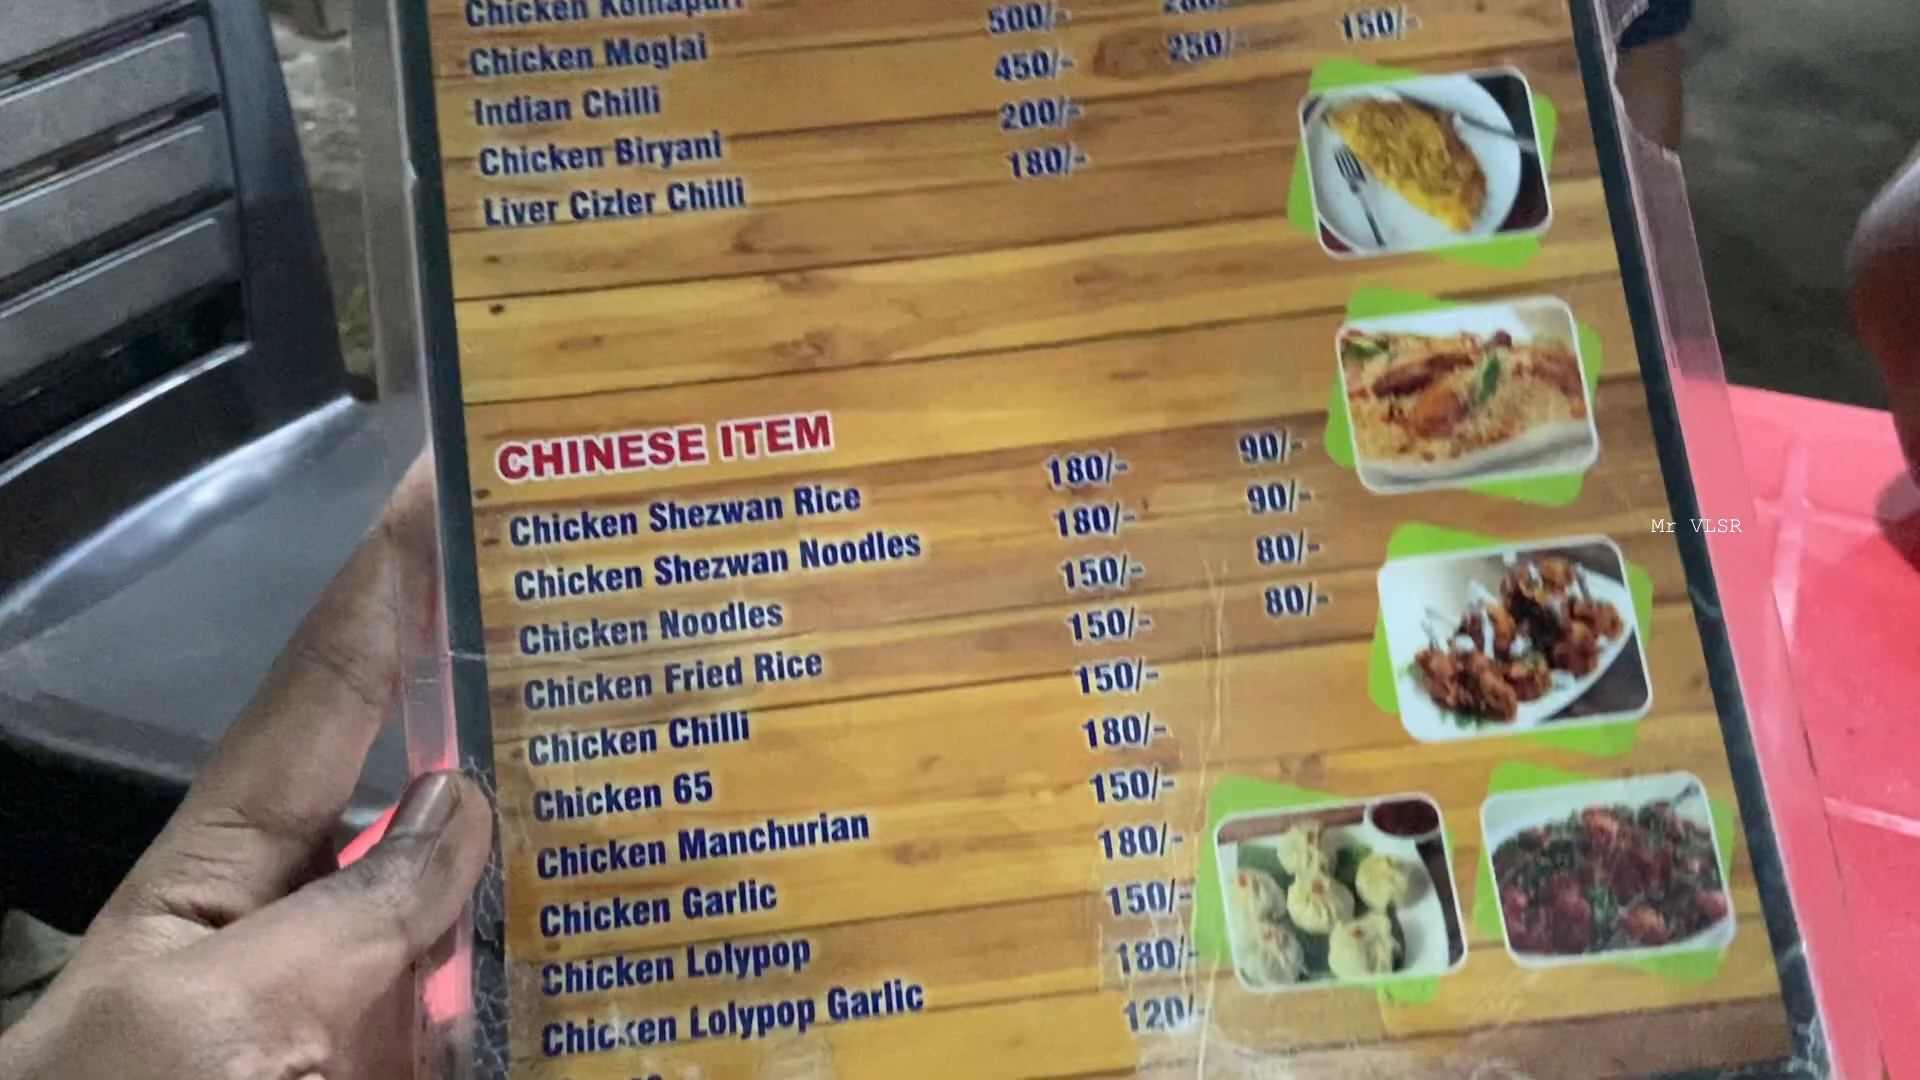 Chicken Kolhapuri
Chicken Moglai 500/-
Indian Chilli 450/- 250/- 150/-
Chicken Biryani 200/-
Liver Cizler Chilli 180/-
CHINESE ITEM
Chicken Shezwan Rice 180/- 90/-
Chicken Shezwan Noodles 180/- 90/-
Chicken Noodles 150/- 80/-
Chicken Fried Rice 150/- 80/-
Chicken Chilli 150/-
Chicken 65 180/-
Chicken Manchurian 150/-
Chicken Garlic 180/-
Chicken Lolypop 150/-
Chicken Lolypop Garlic 180/-
120/-
Mr VLSR